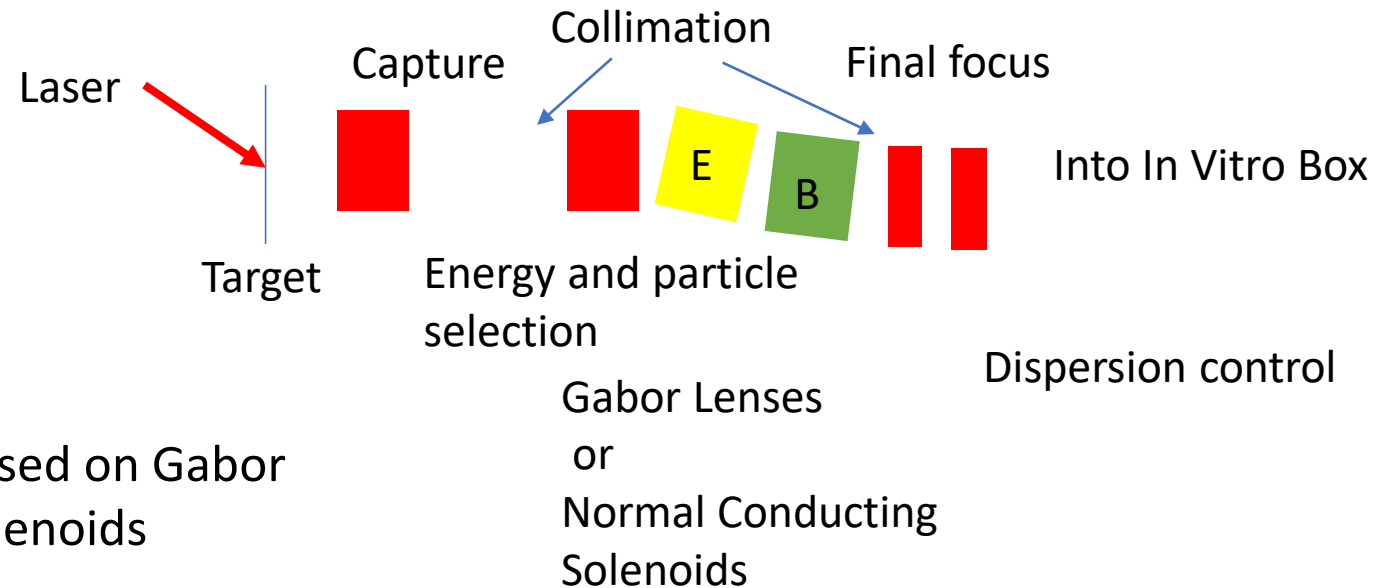 Collimation
Laser
Capture
Final focus
E
B
Into In Vitro Box
Target
Energy and particle
selection
Dispersion control
Gabor Lenses
or
Normal Conducting
Solenoids
sed on Gabor
enoids